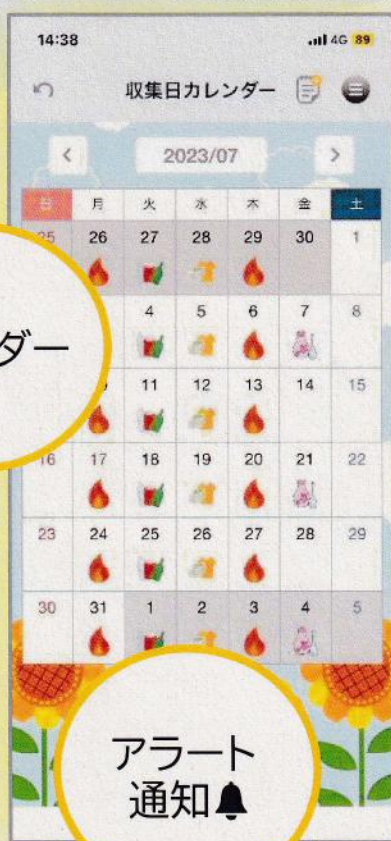 14:38 4G 89
収集日カレンダー
< 2023/07 >
日 月 火 水 木 金 土
25 26 27 28 29 30 1
4 5 6 7 8
ダー
11 12 13 14 15
16 17 18 19 20 21 22
23 24 25 26 27 28 29
30 31 1 2 3 4 5
アラート
通知